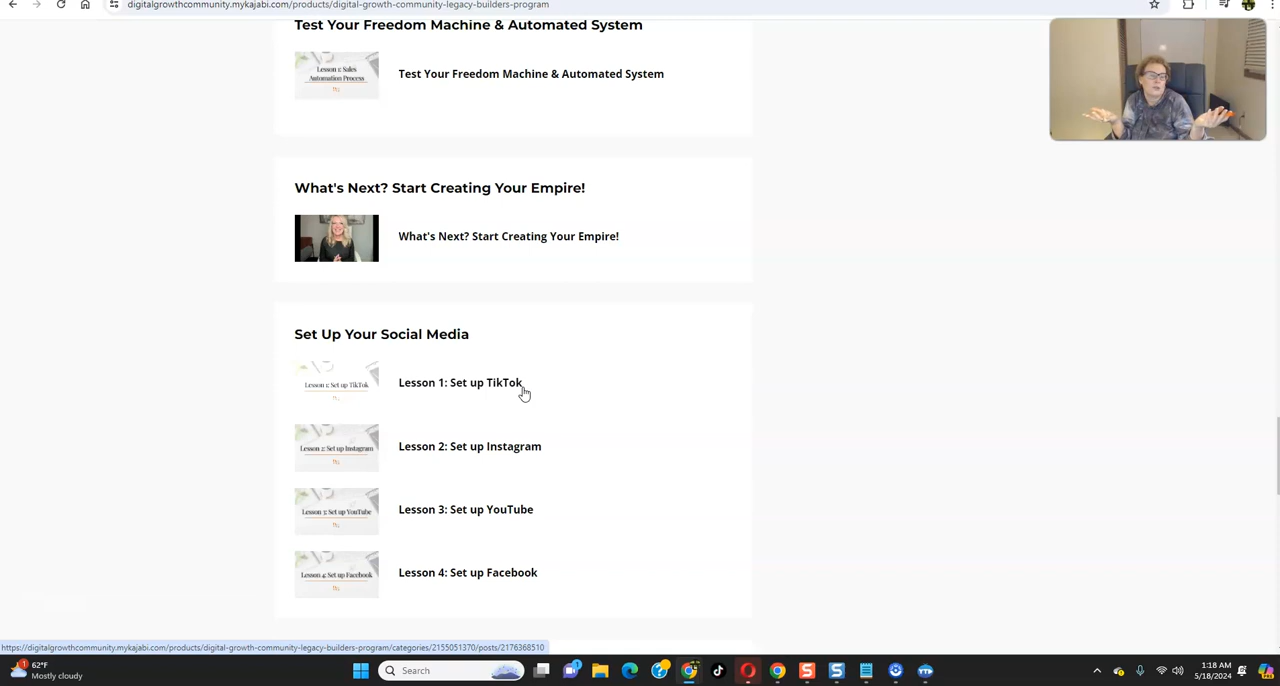 digitalgrowthcommunity.mykajabi.com/products/digital-growth-community-legacy-builders-program
Test Your Freedom Machine & Automated System
Lesson 1: Sales
Automation Process
Test Your Freedom Machine & Automated System
What's Next? Start Creating Your Empire!
What's Next? Start Creating Your Empire!
Set Up Your Social Media
Lesson 1: Set up TikTok
Lesson 1: Set up TikTok
Lesson 2: Set up Instagram
Lesson 2: Set up Instagram
Lesson 3: Set up YouTube
Lesson 3: Set up YouTube
Lesson 4: Set up Facebook
Lesson 4: Set up Facebook
https://digitalgrowthcommunity.mykajabi.com/products/digital-growth-community-legacy-builders-program/categories/2155051370/posts/2176368510
1
62°F
Mostly cloudy
Search
1:18 AM
5/18/2024